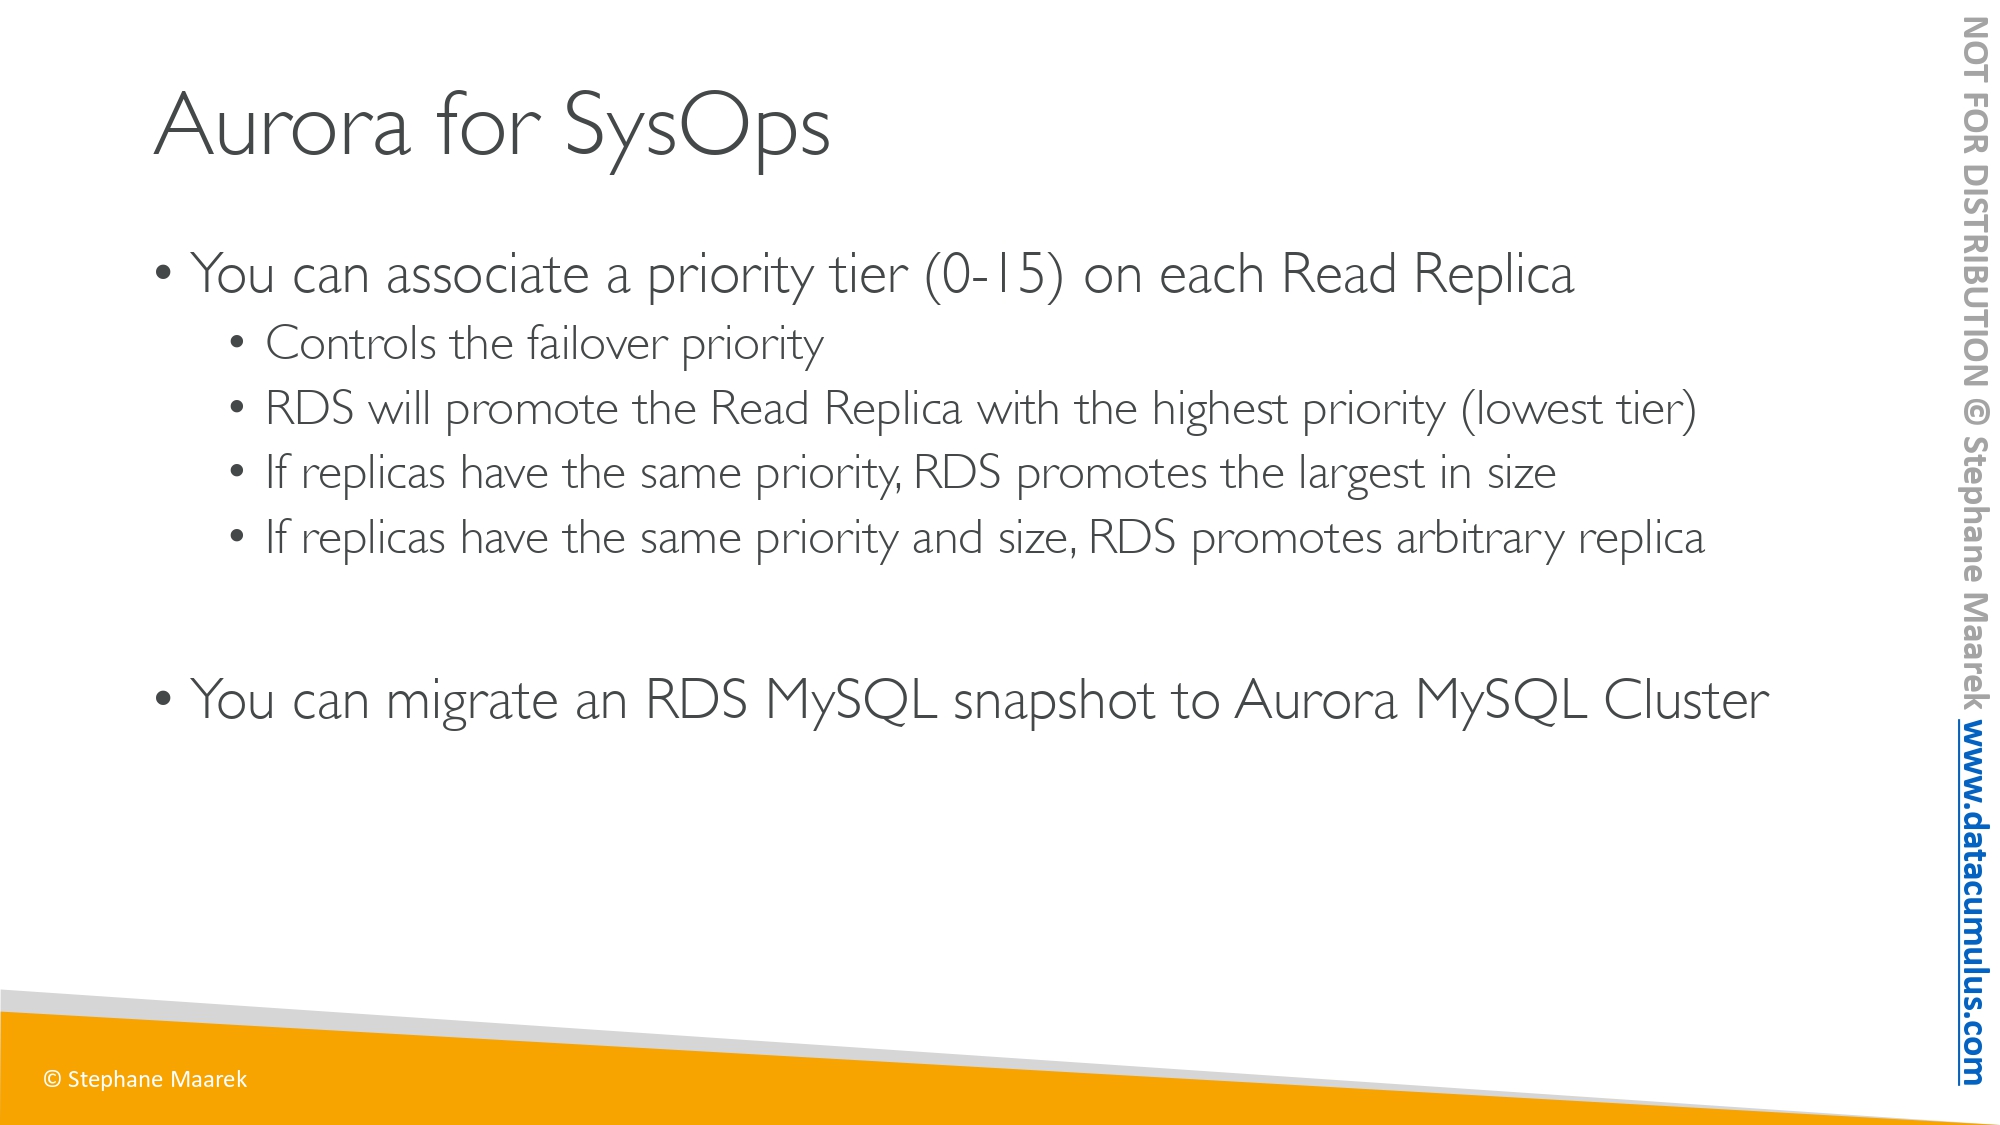 Aurora for SysOps
• You can associate a priority tier (0-15) on each Read Replica
• Controls the failover priority
• RDS will promote the Read Replica with the highest priority (lowest tier)
• If replicas have the same priority, RDS promotes the largest in size
• If replicas have the same priority and size, RDS promotes arbitrary replica
• You can migrate an RDS MySQL snapshot to Aurora MySQL Cluster
© Stephane Maarek
NOT FOR DISTRIBUTION © Stephane Maarek www.datacumulus.com